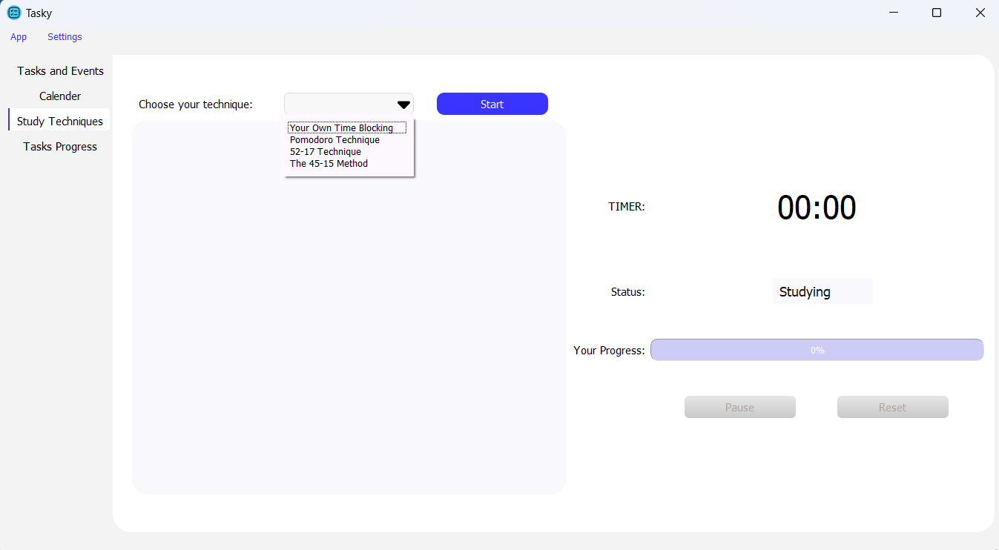 Tasky
App Settings
Tasks and Events
Calender
Study Techniques
Tasks Progress
Choose your technique:
Start
Your Own Time Blocking
Pomodoro Technique
52-17 Technique
The 45-15 Method
TIMER: 00:00
Status: Studying
Your Progress: 0%
Pause Reset